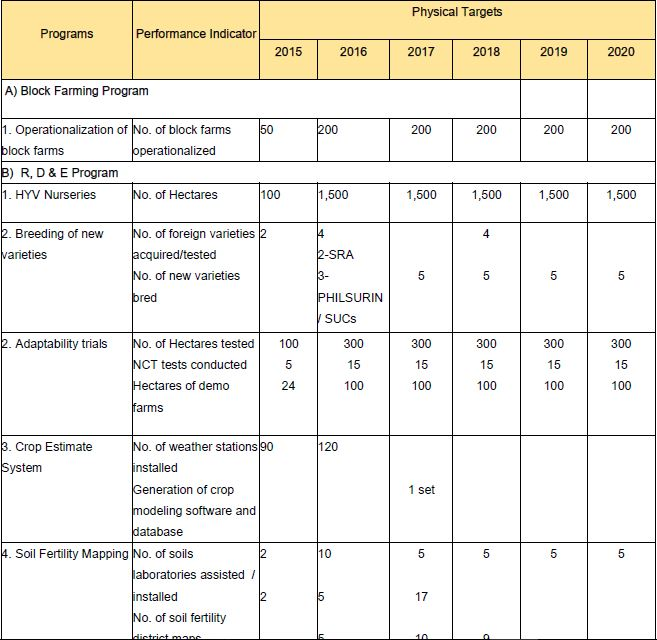 Physical Targets
Programs Performance Indicator
2015 2016 2017 2018 2019 2020
A) Block Farming Program
1. Operationalization of No. of block farms 50 200 200 200 200 200
block farms operationalized
B) R, D & E Program
1. HYV Nurseries No. of Hectares 100 1,500 1,500 1,500 1,500 1,500
2. Breeding of new No. of foreign varieties 2 4 4
varieties acquired/tested 2-SRA
No. of new varieties 3- 5 5 5 5
bred PHILSURIN
/ SUCs
2. Adaptability trials No. of Hectares tested 100 300 300 300 300 300
NCT tests conducted 5 15 15 15 15 15
Hectares of demo 24 100 100 100 100 100
farms
3. Crop Estimate No. of weather stations 90 120
System installed
Generation of crop 1 set
modeling software and
database
4. Soil Fertility Mapping No. of soils 2 10 5 5 5 5
laboratories assisted /
installed 2 5 17
No. of soil fertility
district maps 5 10 9